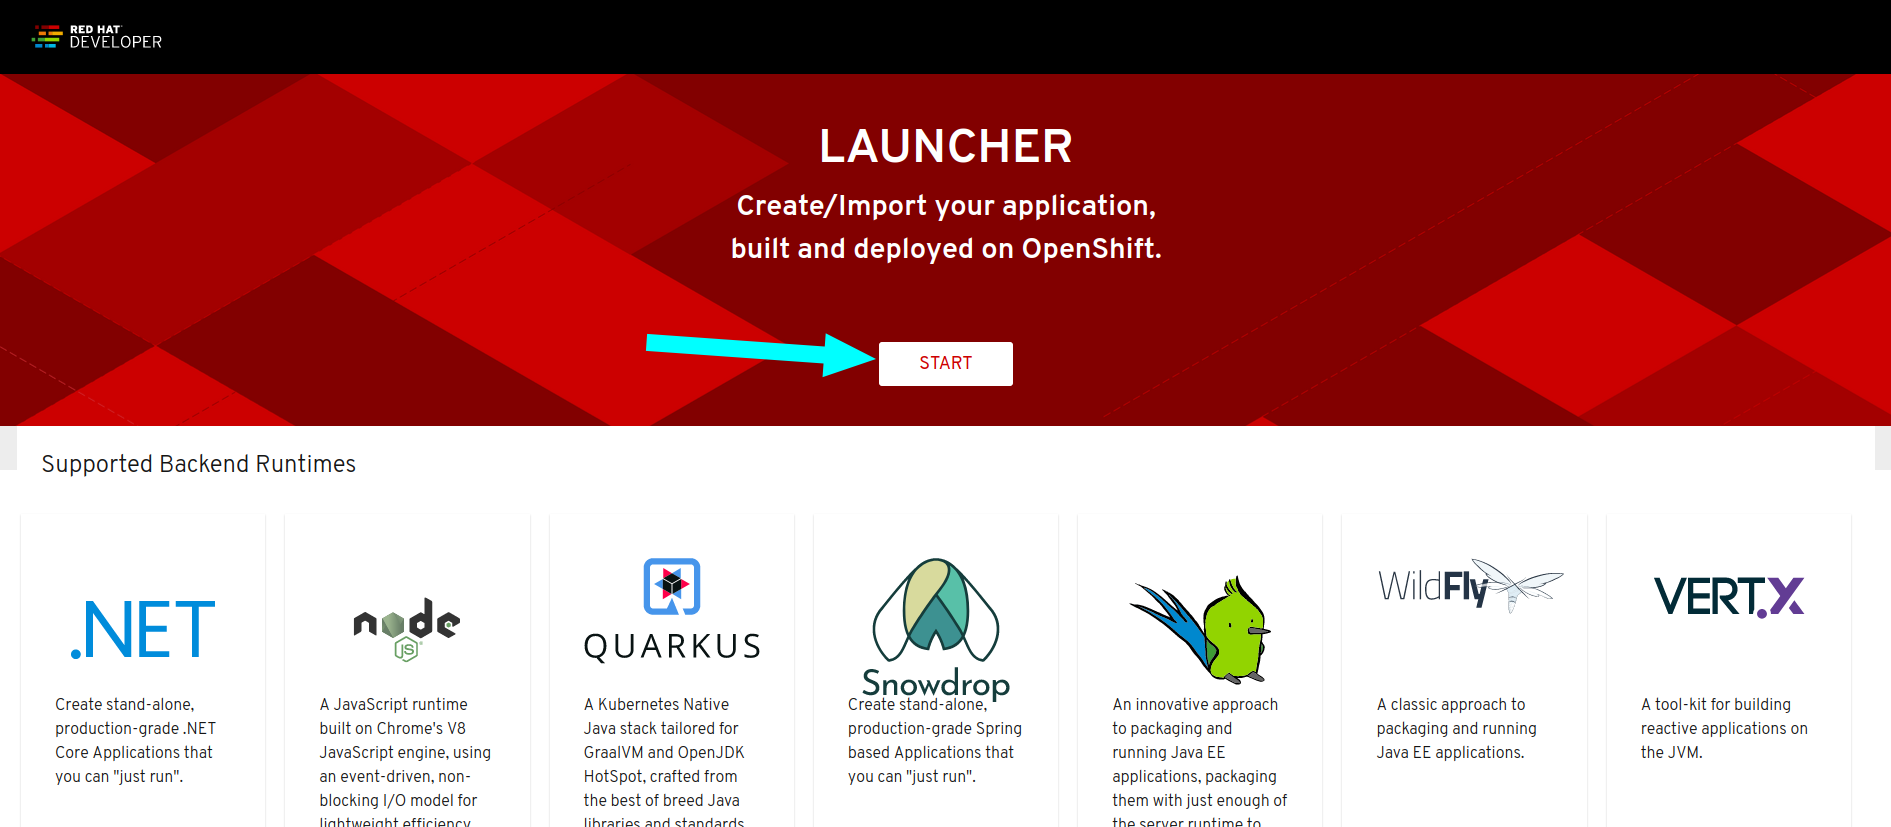 RED HAT
DEVELOPER
LAUNCHER
Create/Import your application,
built and deployed on OpenShift.
START
Supported Backend Runtimes
.NET
Create stand-alone,
production-grade .NET
Core Applications that
you can "just run".
node
JS
A JavaScript runtime
built on Chrome's V8
JavaScript engine, using
an event-driven, non-
blocking I/O model for
lightweight efficiency
QUARKUS
A Kubernetes Native
Java stack tailored for
GraalVM and OpenJDK
HotSpot, crafted from
the best of breed Java
libraries and standards
Snowdrop
Create stand-alone,
production-grade Spring
based Applications that
you can "just run".
An innovative approach
to packaging and
running Java EE
applications, packaging
them with just enough of
the server runtime to
WildFly
A classic approach to
packaging and running
Java EE applications.
VERT.X
A tool-kit for building
reactive applications on
the JVM.